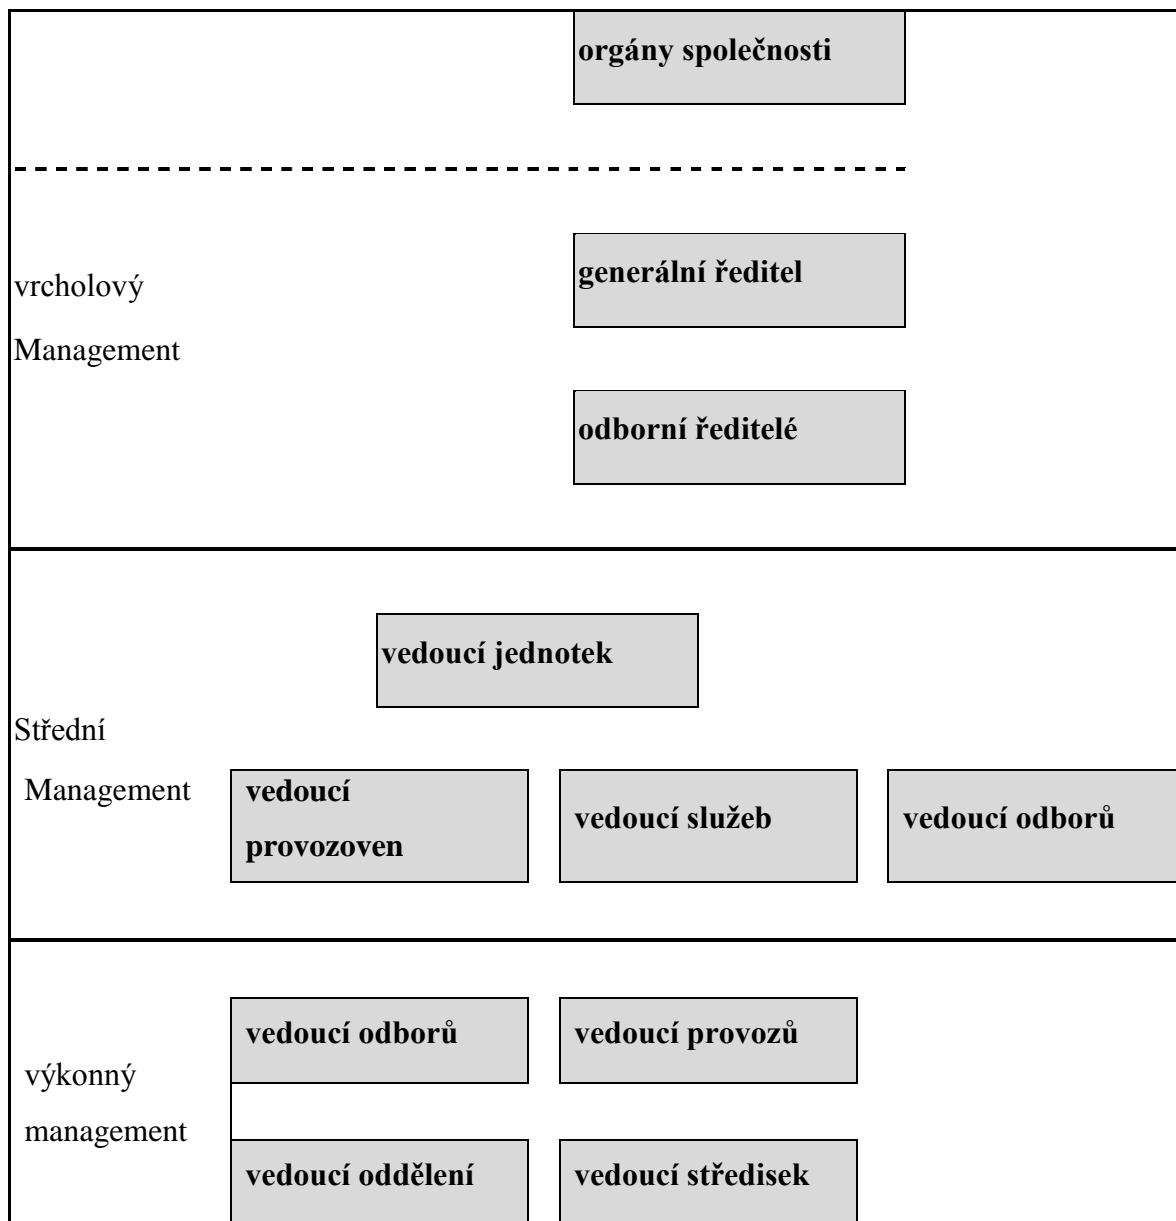 orgány společnosti
generální ředitel
vrcholový
Management
odborní ředitelé
vedoucí jednotek
Střední
Management
vedoucí
provozoven
vedoucí služeb
vedoucí odborů
vedoucí odborů
vedoucí provozů
výkonný
management
vedoucí oddělení
vedoucí středisek